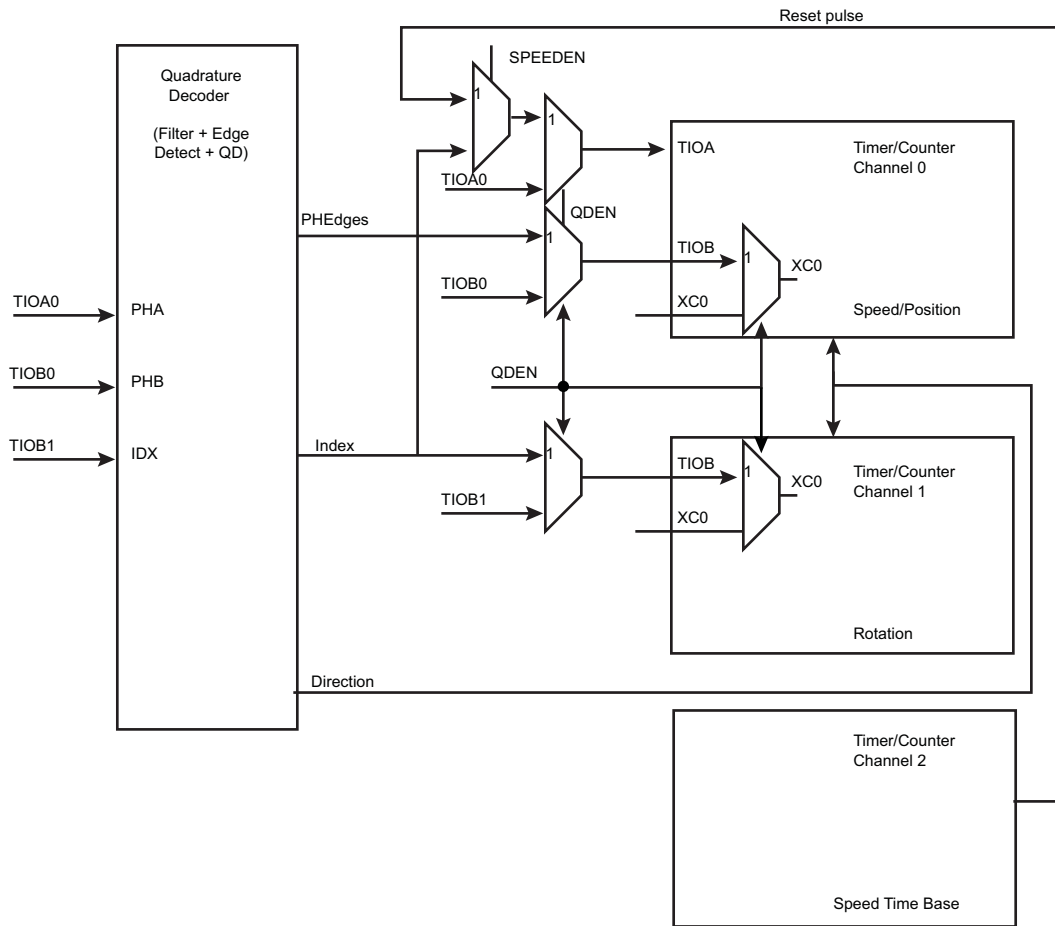 Reset pulse
SPEEDEN
Quadrature
Decoder
(Filter + Edge
Detect + QD)
1
1
TIOA
Timer/Counter
Channel 0
TIOA0
QDEN
PHEdges
1
TIOB
1
XC0
TIOB0
XC0
Speed/Position
TIOA0
PHA
TIOB0
PHB
QDEN
TIOB1
IDX
Index
1
TIOB
1
XC0
Timer/Counter
Channel 1
TIOB1
XC0
Rotation
Direction
Timer/Counter
Channel 2
Speed Time Base